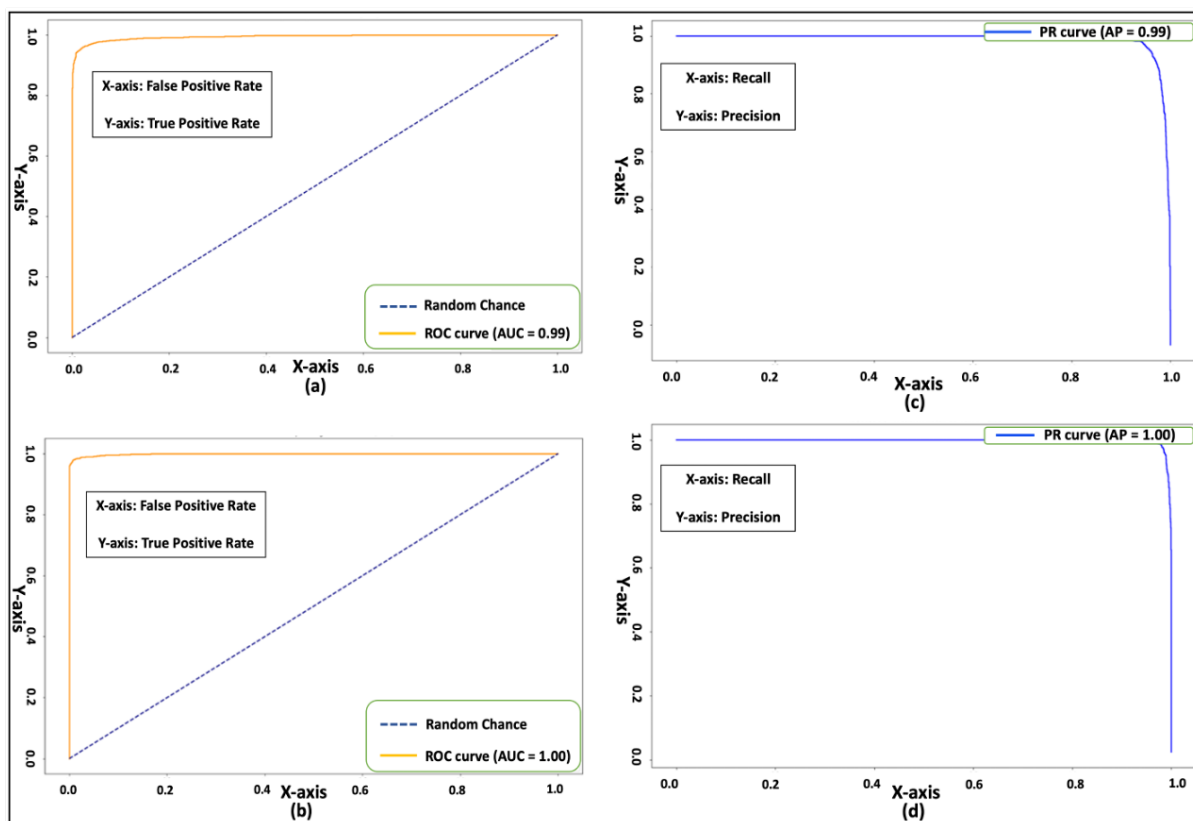 1.0
0.8
0.6
0.4
0.2
0.0
Y-axis
X-axis: False Positive Rate
Y-axis: True Positive Rate
Random Chance
ROC curve (AUC = 0.99)
0.0 0.2 0.4 0.6 0.8 1.0
X-axis
(a)
1.0
0.8
0.6
0.4
0.2
0.0
Y-axis
PR curve (AP = 0.99)
X-axis: Recall
Y-axis: Precision
0.0 0.2 0.4 0.6 0.8 1.0
X-axis
(c)
1.0
0.8
0.6
0.4
0.2
0.0
Y-axis
X-axis: False Positive Rate
Y-axis: True Positive Rate
Random Chance
ROC curve (AUC = 1.00)
0.0 0.2 0.4 0.6 0.8 1.0
X-axis
(b)
1.0
0.8
0.6
0.4
0.2
0.0
Y-axis
PR curve (AP = 1.00)
X-axis: Recall
Y-axis: Precision
0.0 0.2 0.4 0.6 0.8 1.0
X-axis
(d)